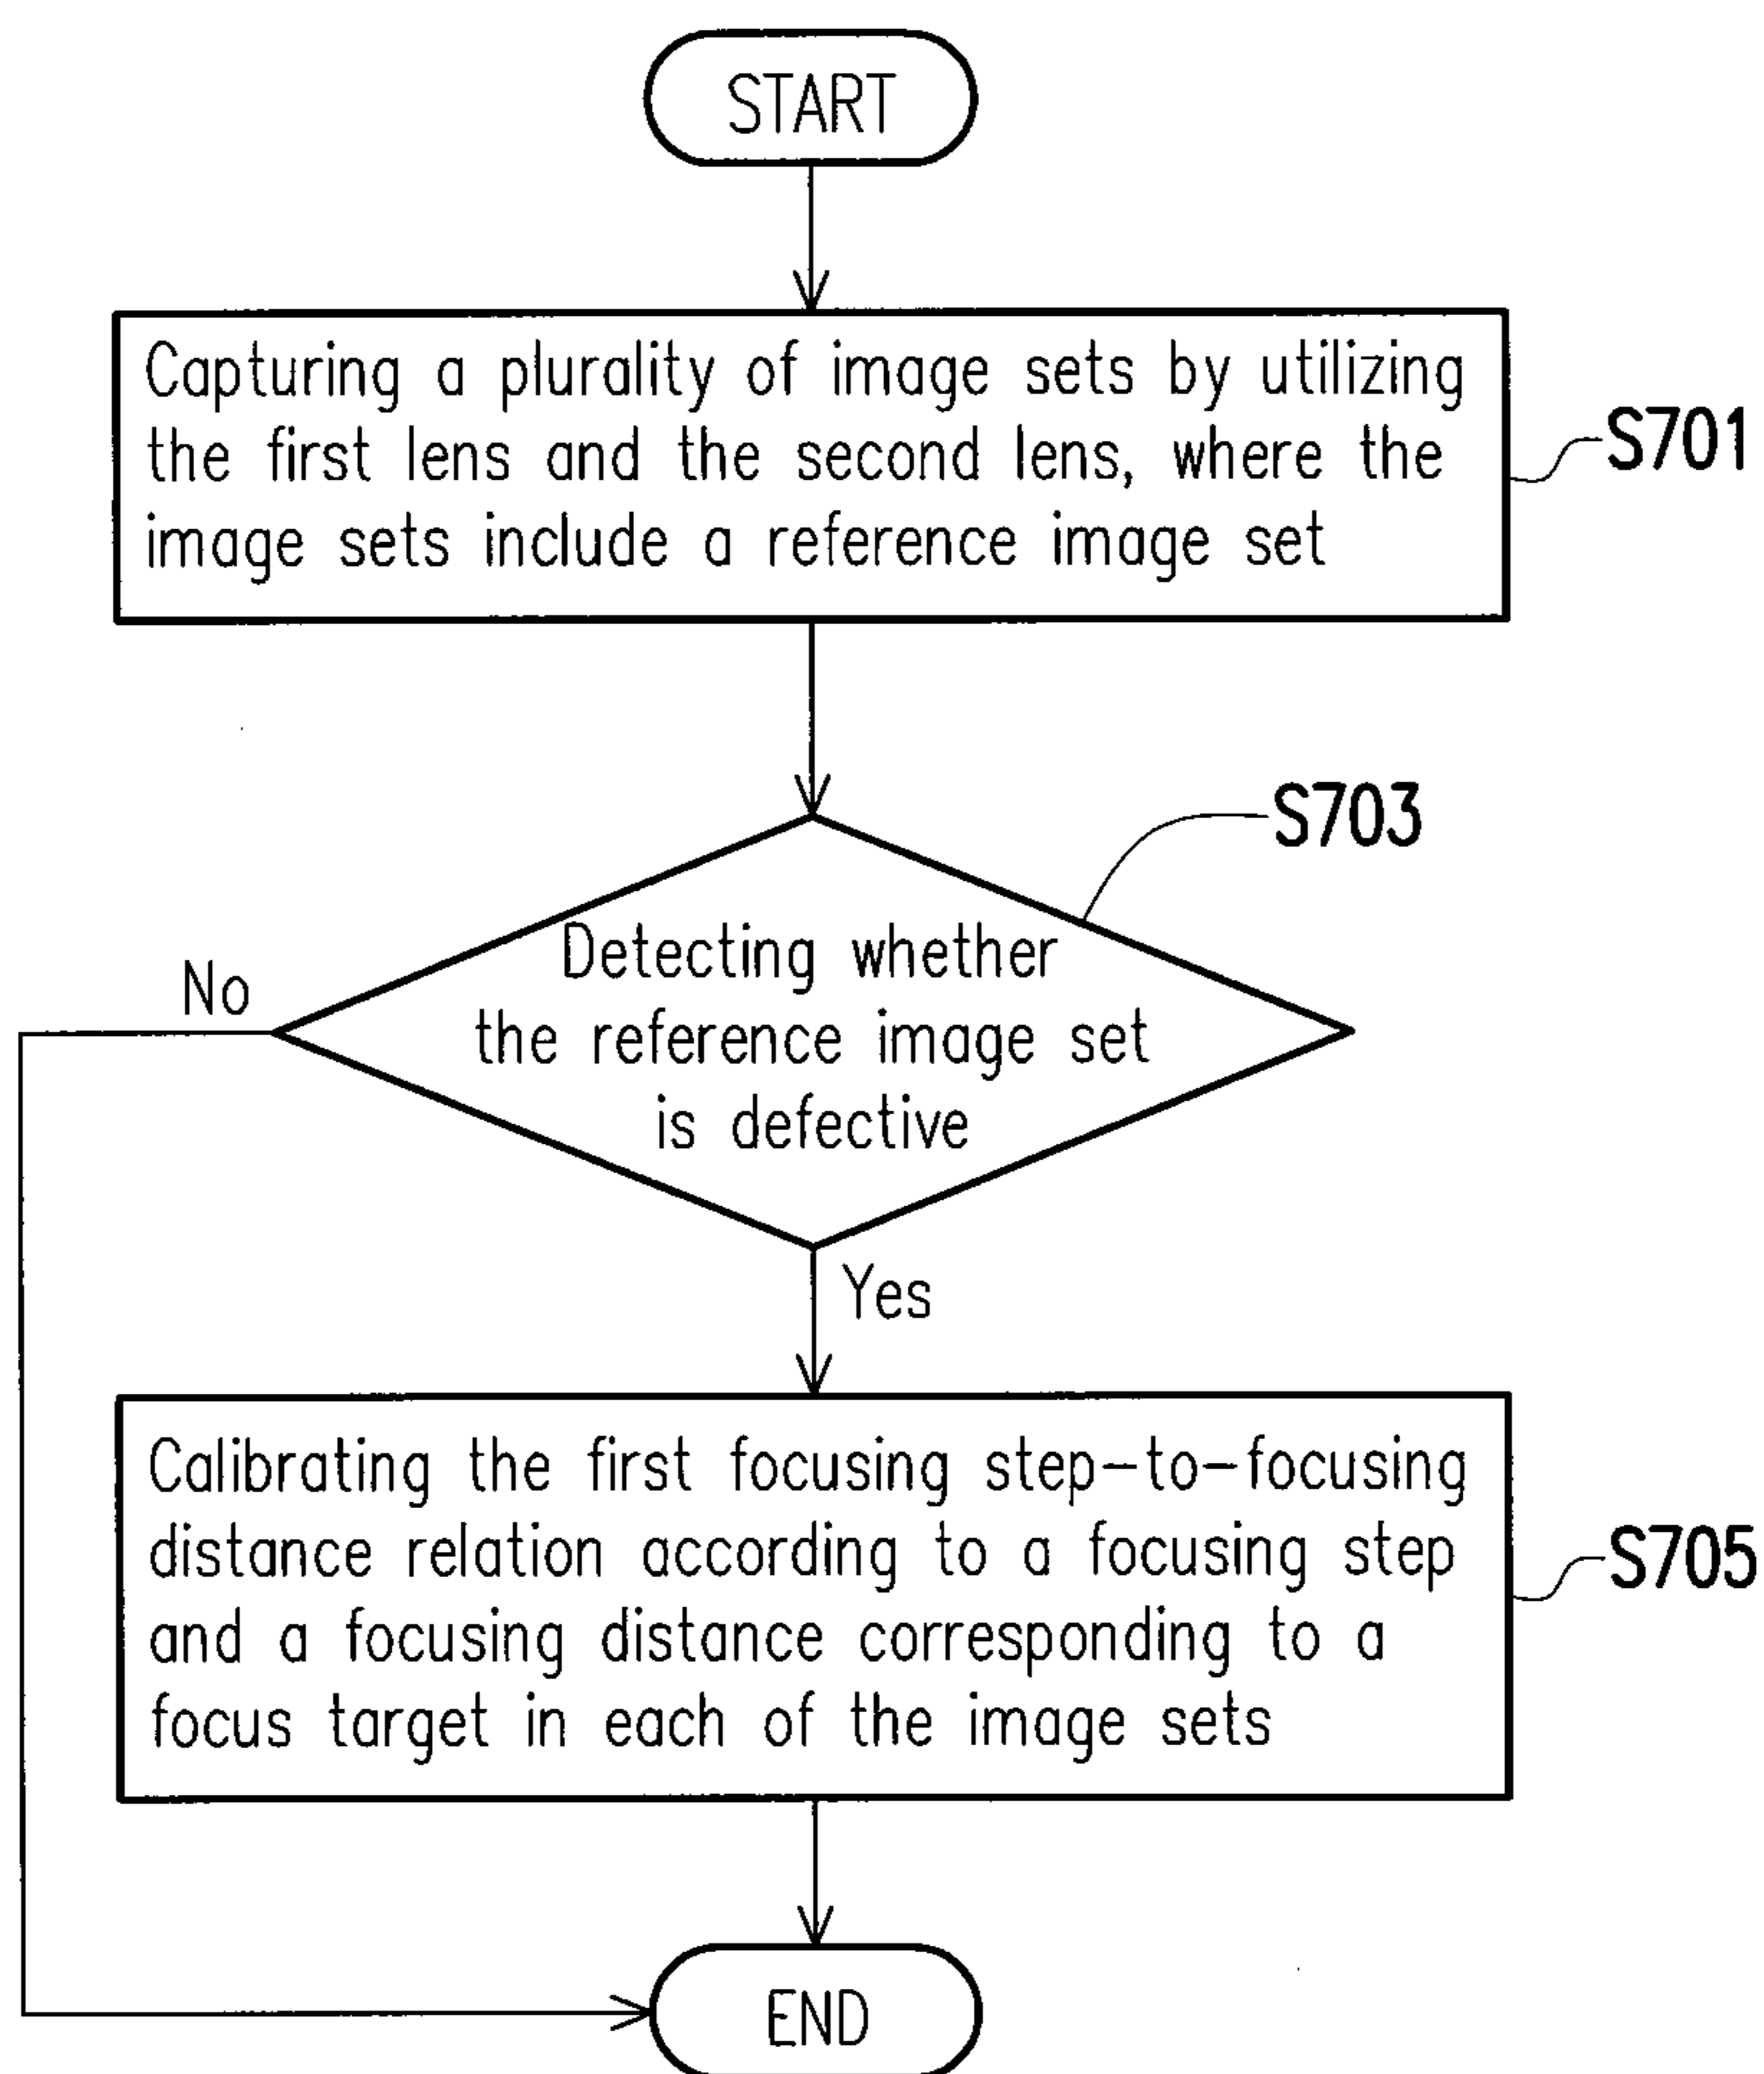 START
Capturing a plurality of image sets by utilizing
the first lens and the second lens, where the
image sets include a reference image set
S701
S703
Detecting whether
the reference image set
is defective
No
Yes
Calibrating the first focusing step-to-focusing
distance relation according to a focusing step
and a focusing distance corresponding to a
focus target in each of the image sets
S705
END